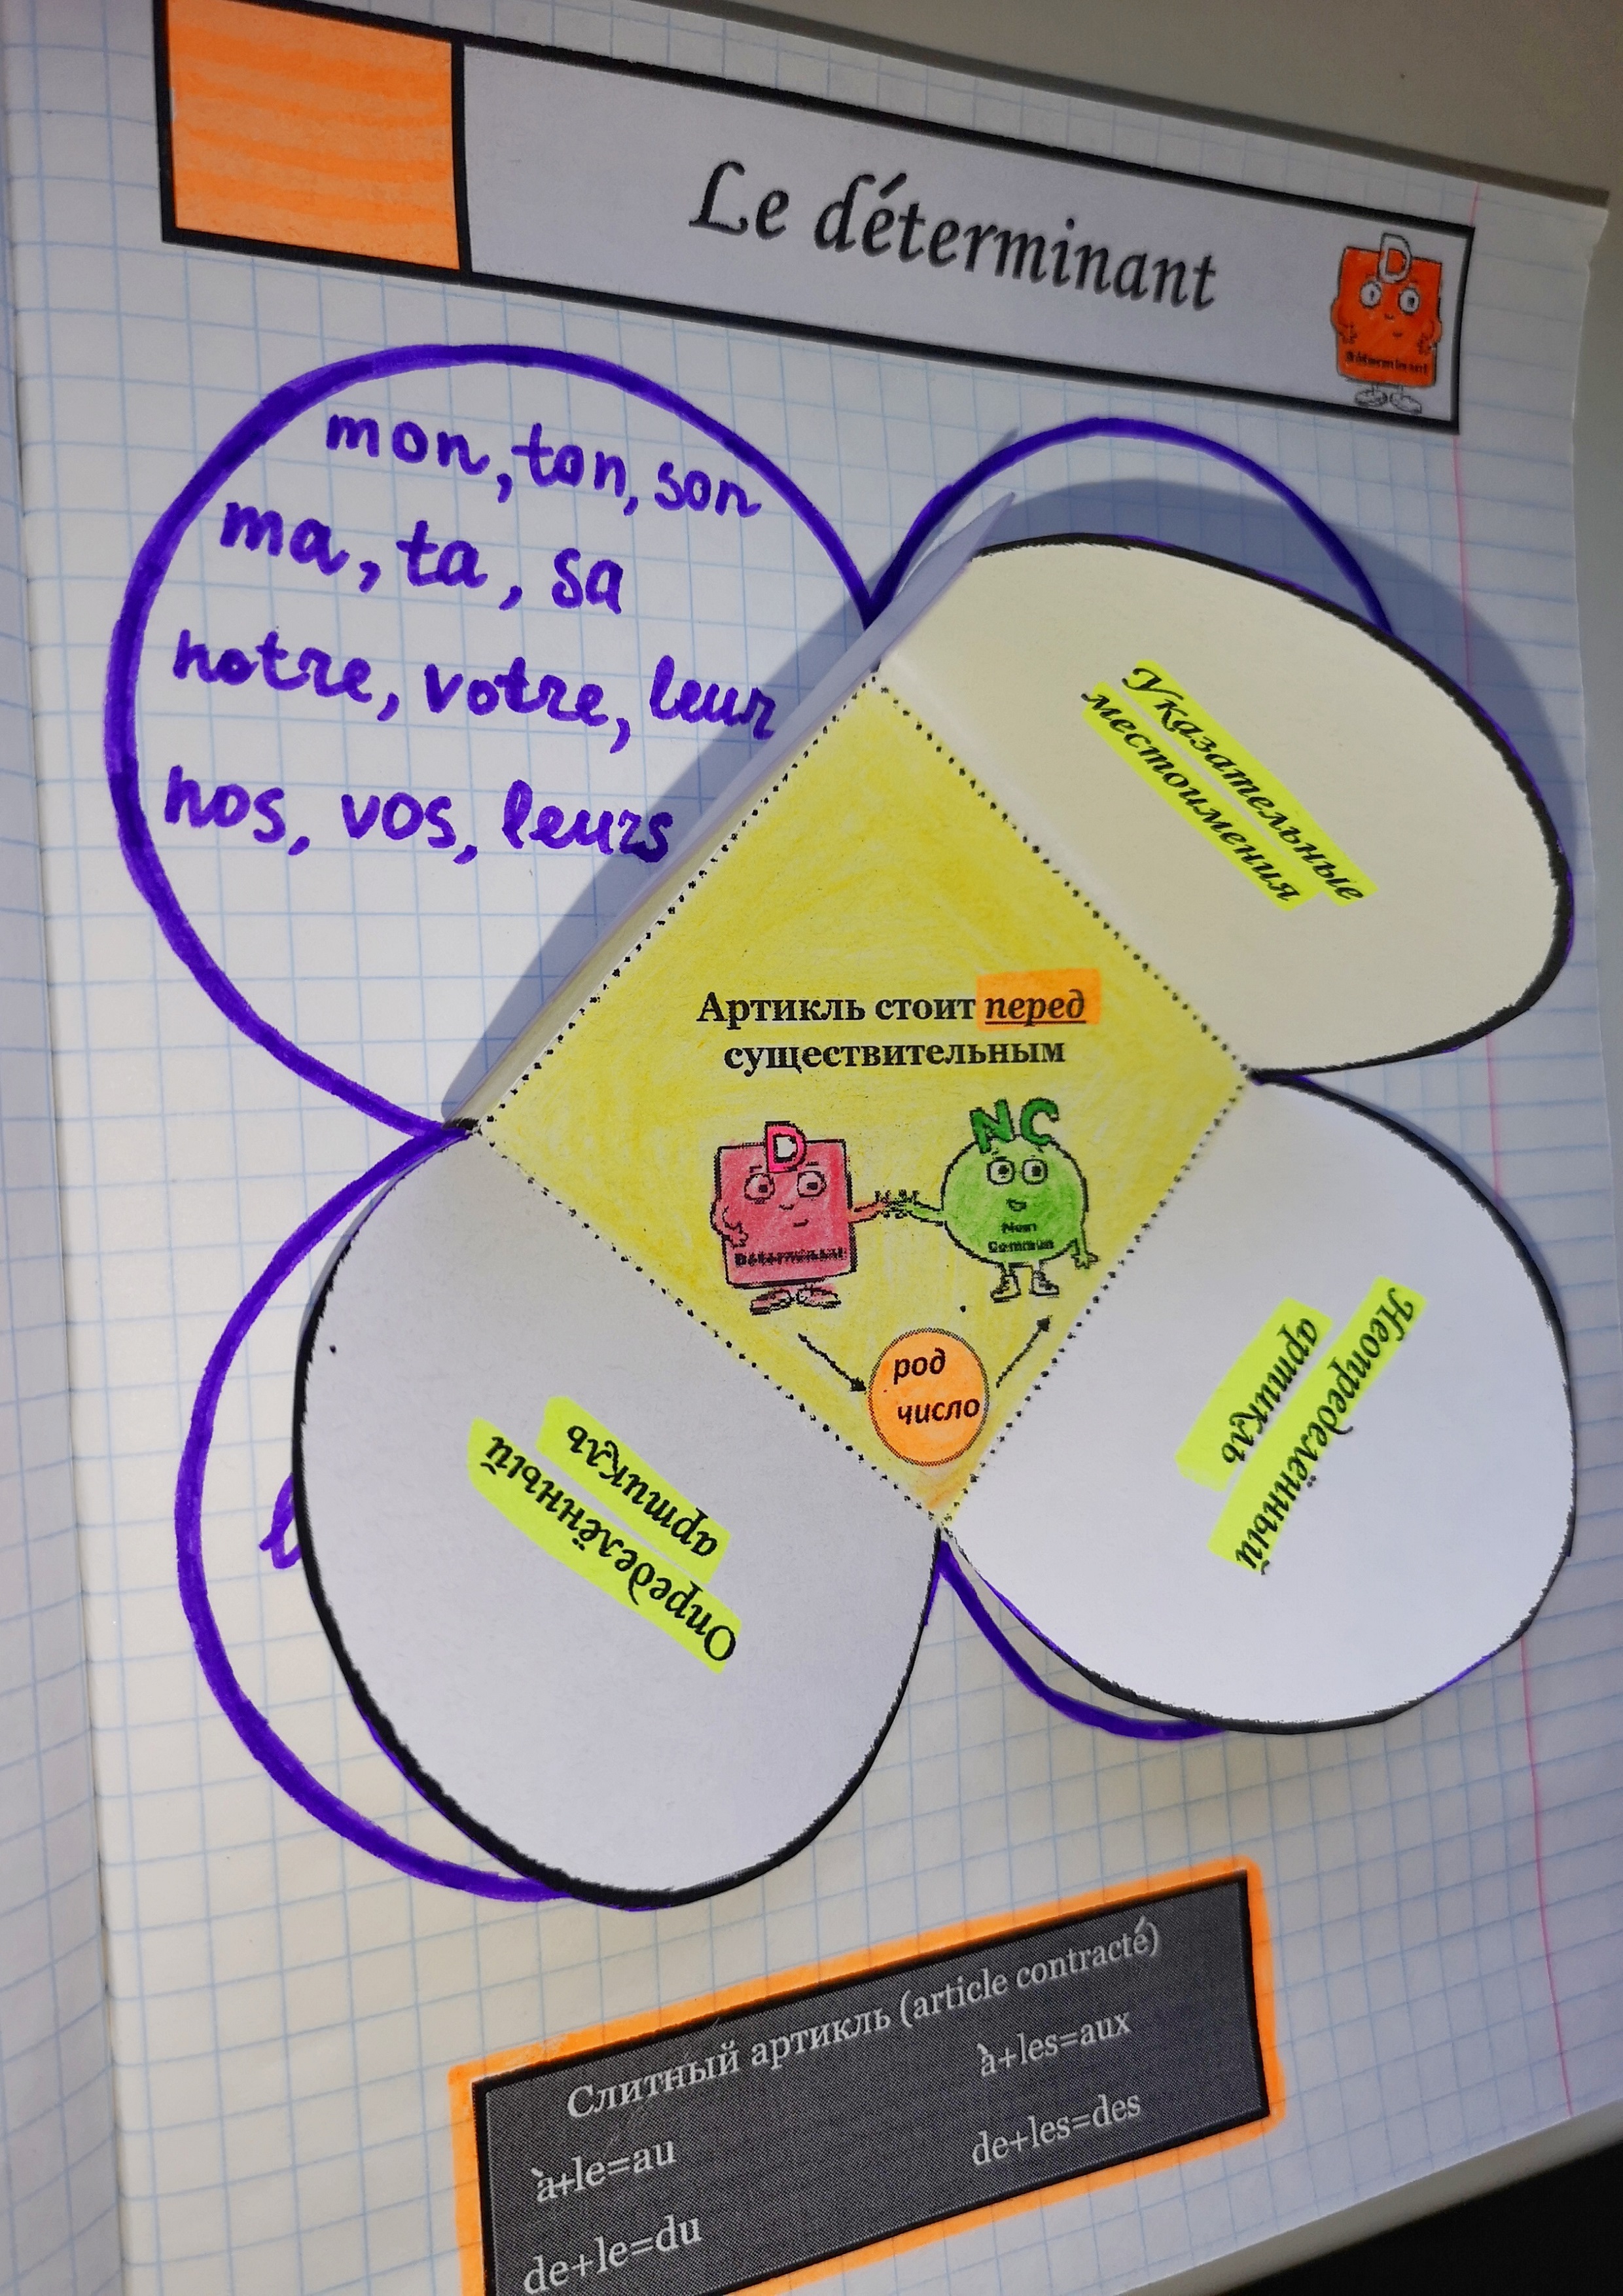 Le déterminant
D
Déterminant
mon, ton, son
ma, ta, sa
notre, votre, leur
nos, vos, leurs
Указательные
местоимения
Артикль стоит перед
существительным
D
NC
Déterminant
Nom
Commun
род
число
Неопределённый
артикль
Определённый
артикль
Слитный артикль (article contracté)
à+le=au à+les=aux
de+le=du de+les=des